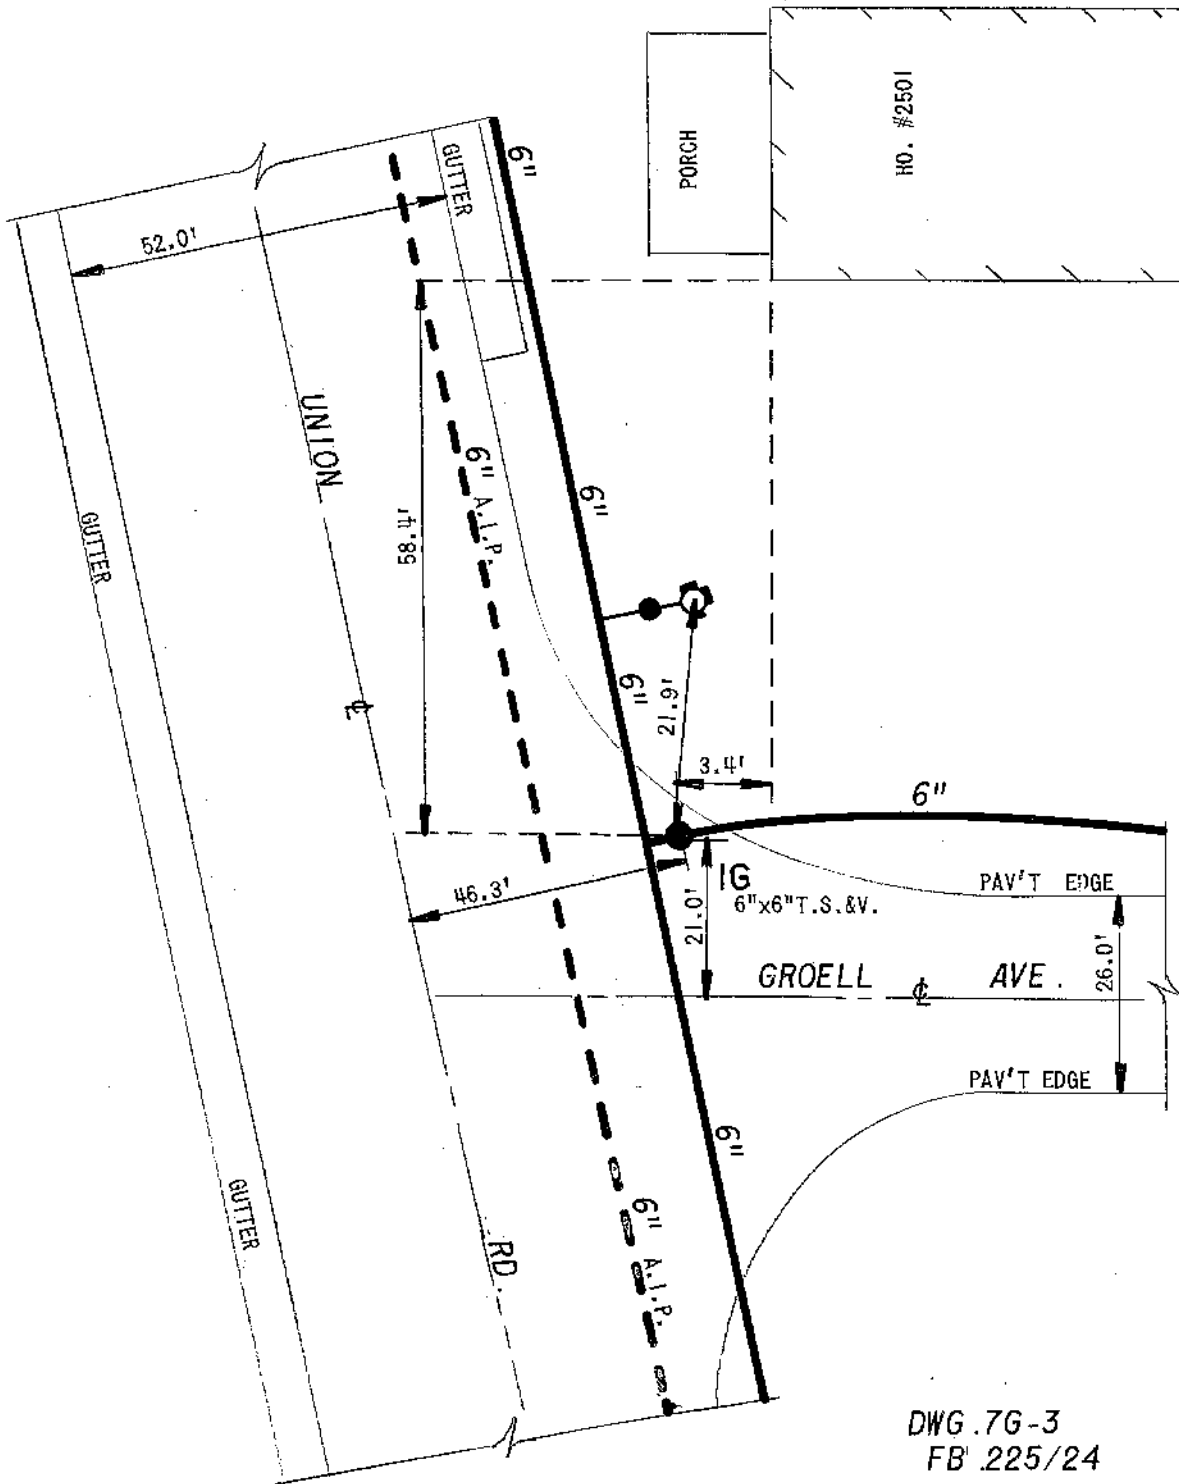 HO. #2501
PORCH
6"
GUTTER
52.0'
UNION
6" A.I.P.
6"
58.4'
GUTTER
6"
21.9'
℄
3.4'
6"
46.3'
21.0'
IG
6"x6"T.S.&V.
PAV'T EDGE
26.0'
GROELL ℄ AVE.
PAV'T EDGE
6"
GUTTER
RD.
6" A.I.P.
DWG.7G-3
FB.225/24